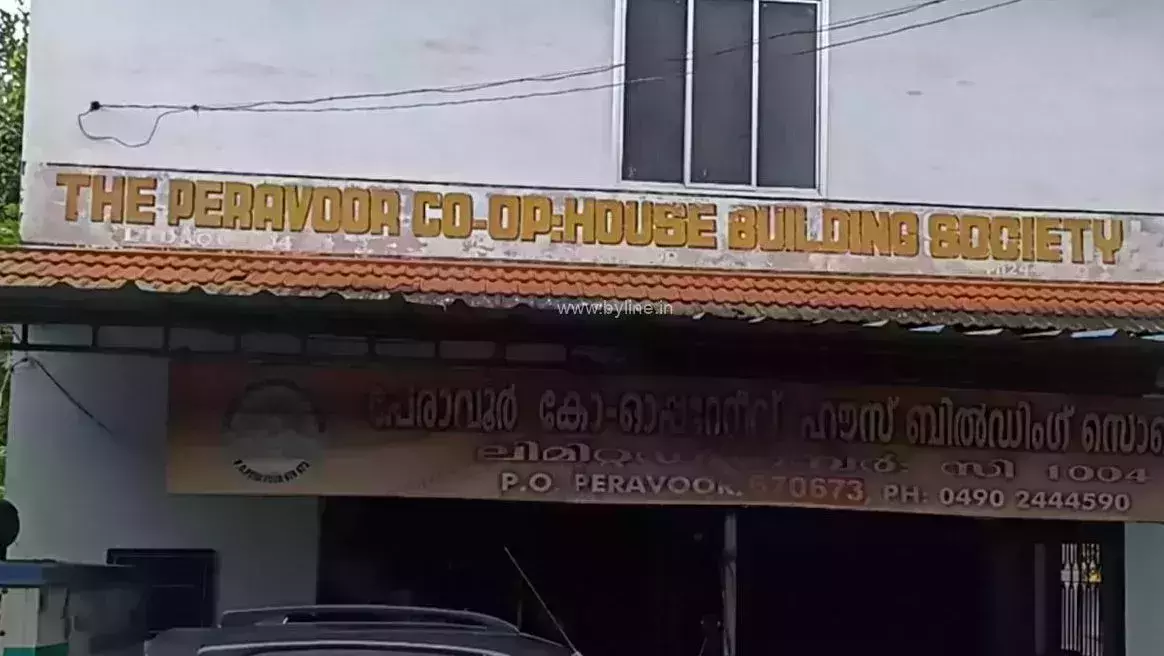 THE PERAVOOR CO-OP:HOUSE BUILDING SOCIETY
www.byline.in
പേരാവൂർ കോ-ഓപ്പറേറ്റീവ് ഹൗസ് ബിൽഡിംഗ്
ലിമിറ്റഡ് സി 1004
P.O. PERAVOOR, 670673, PH: 0490 2444590